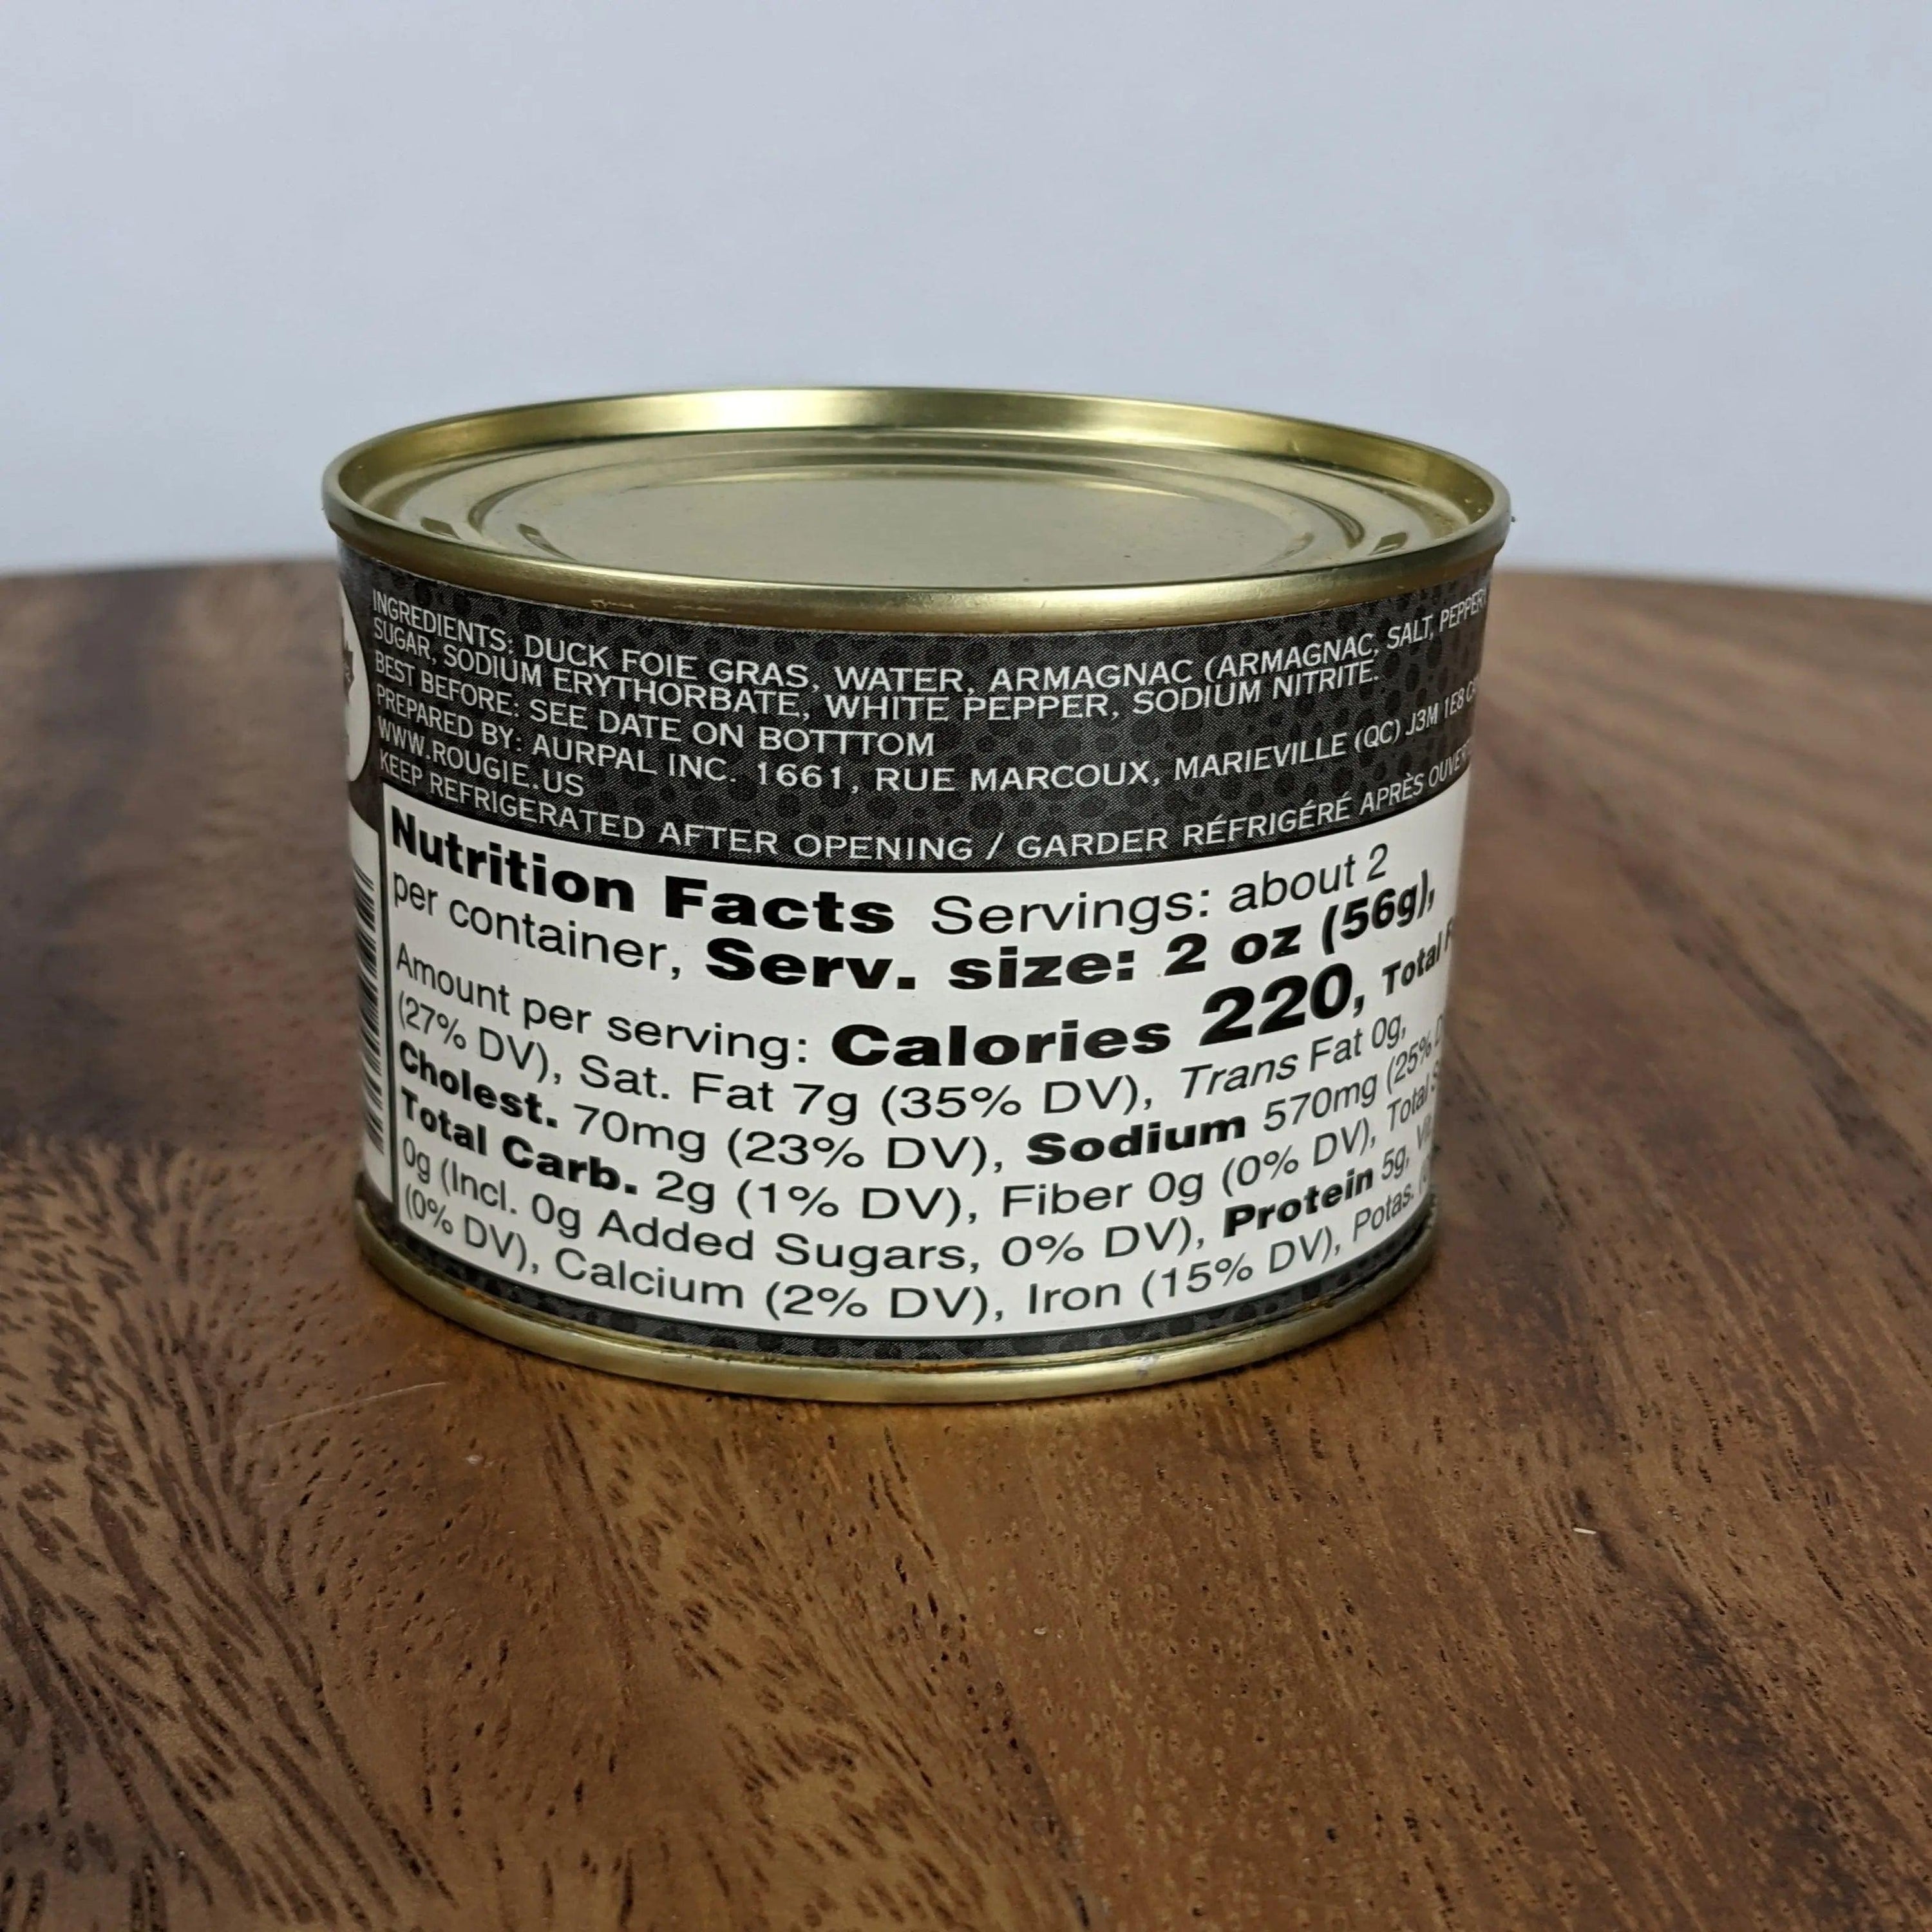 INGREDIENTS: DUCK FOIE GRAS, WATER, ARMAGNAC (ARMAGNAC, SALT, PEPPER)
SUGAR, SODIUM ERYTHORBATE, WHITE PEPPER, SODIUM NITRITE.
BEST BEFORE: SEE DATE ON BOTTTOM
PREPARED BY: AURPAL INC. 1661, RUE MARCOUX, MARIEVILLE (QC) J3M 1E8
WWW.ROUGIE.US
KEEP REFRIGERATED AFTER OPENING / GARDER RÉFRIGÉRÉ APRÈS
Nutrition Facts Servings: about 2
per container, Serv. size: 2 oz (56g),
Amount per serving: Calories 220, Total
(27% DV), Sat. Fat 7g (35% DV), Trans Fat 0g,
Cholest. 70mg (23% DV), Sodium 570mg (25%
Total Carb. 2g (1% DV), Fiber 0g (0% DV), Total
0g (Incl. 0g Added Sugars, 0% DV), Protein 5g,
(0% DV), Calcium (2% DV), Iron (15% DV), Potas.